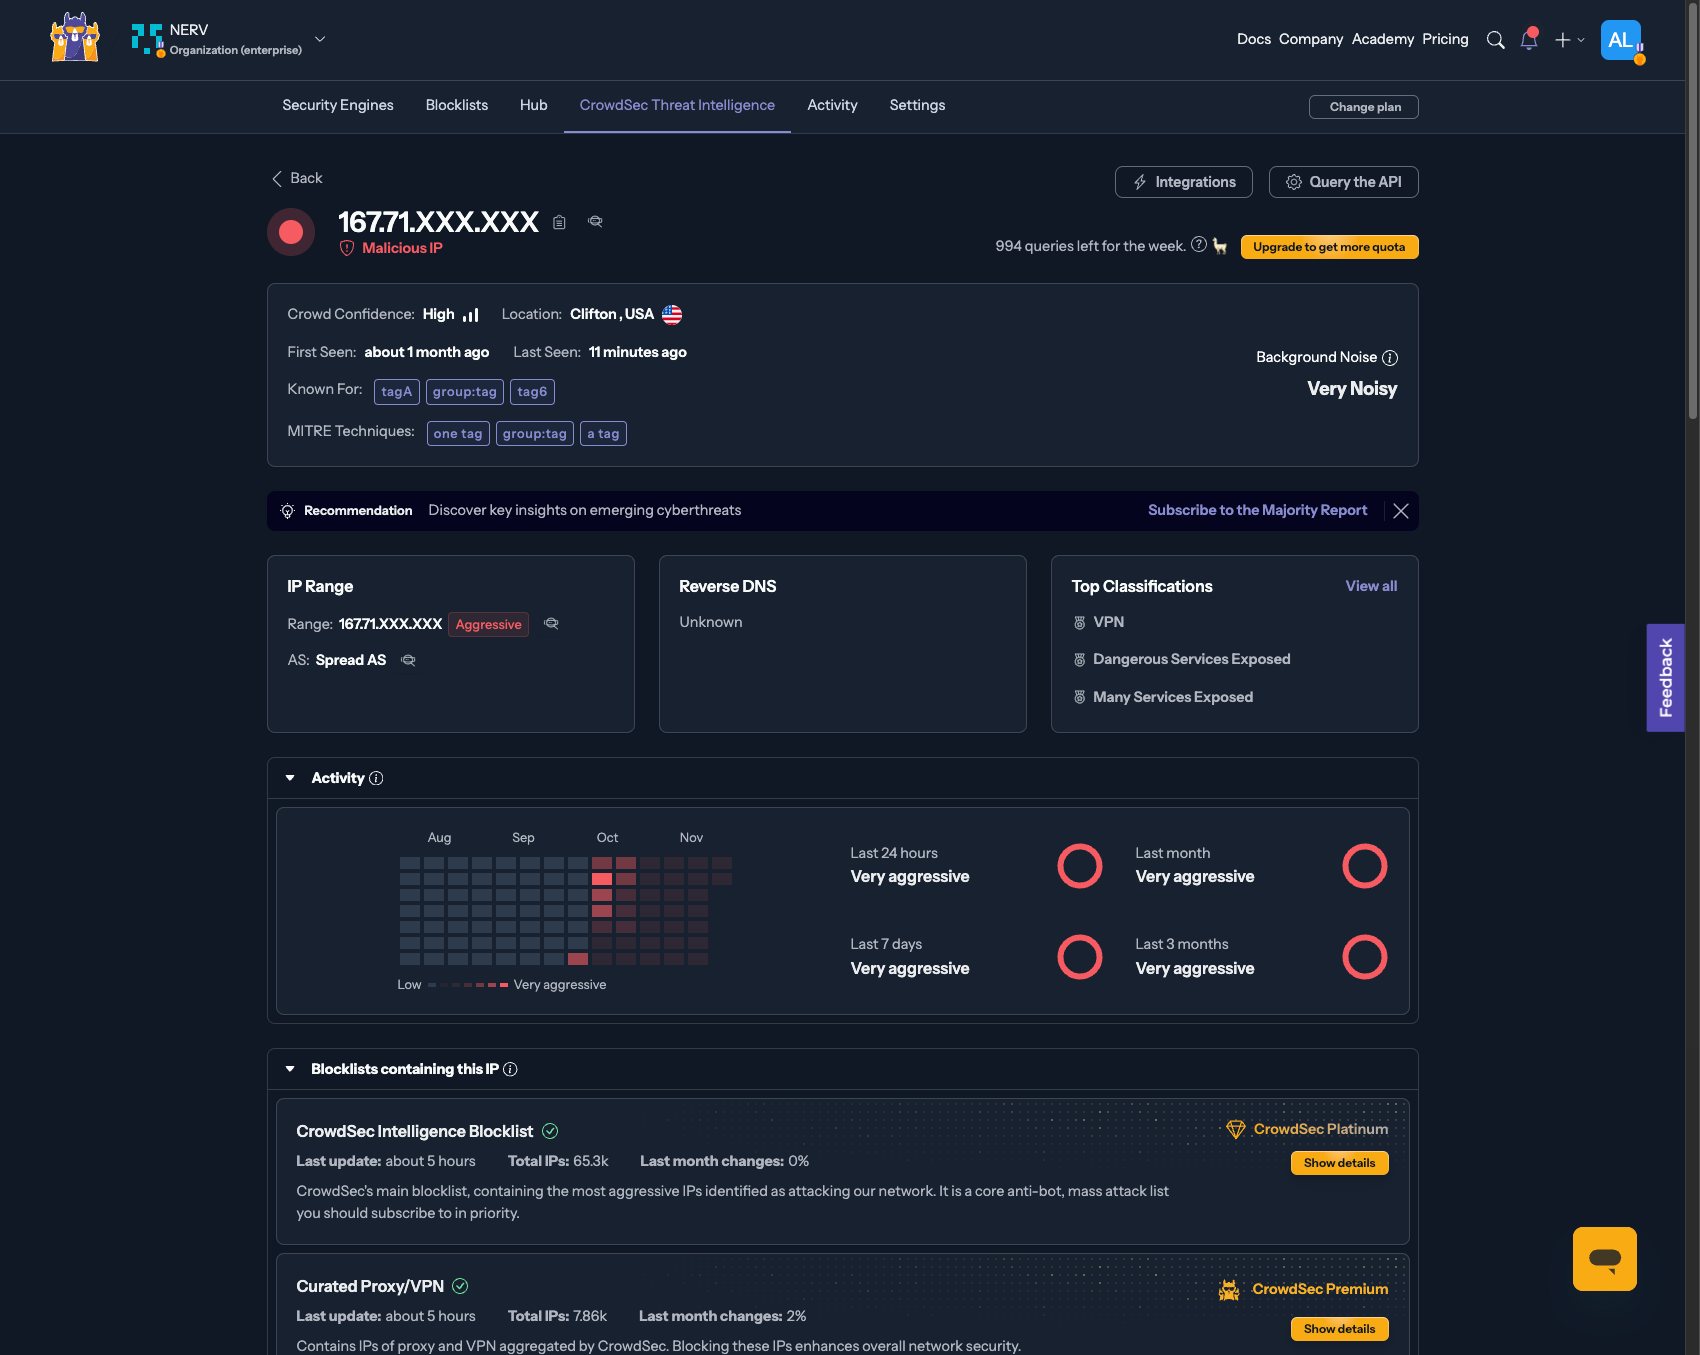 NERV
Organization (enterprise)
Docs Company Academy Pricing
AL
Security Engines Blocklists Hub CrowdSec Threat Intelligence Activity Settings
Change plan
Back
Integrations
Query the API
167.71.XXX.XXX
Malicious IP
994 queries left for the week.
Upgrade to get more quota
Crowd Confidence: High Location: Clifton , USA
First Seen: about 1 month ago Last Seen: 11 minutes ago
Known For: tagA group:tag tag6
MITRE Techniques: one tag group:tag a tag
Background Noise
Very Noisy
Recommendation Discover key insights on emerging cyberthreats
Subscribe to the Majority Report
IP Range
Range: 167.71.XXX.XXX Aggressive
AS: Spread AS
Reverse DNS
Unknown
Top Classifications View all
VPN
Dangerous Services Exposed
Many Services Exposed
Feedback
Activity
Aug Sep Oct Nov
Low Very aggressive
Last 24 hours
Very aggressive
Last month
Very aggressive
Last 7 days
Very aggressive
Last 3 months
Very aggressive
Blocklists containing this IP
CrowdSec Intelligence Blocklist
CrowdSec Platinum
Last update: about 5 hours Total IPs: 65.3k Last month changes: 0%
Show details
CrowdSec's main blocklist, containing the most aggressive IPs identified as attacking our network. It is a core anti-bot, mass attack list
you should subscribe to in priority.
Curated Proxy/VPN
CrowdSec Premium
Last update: about 5 hours Total IPs: 7.86k Last month changes: 2%
Show details
Contains IPs of proxy and VPN aggregated by CrowdSec. Blocking these IPs enhances overall network security.